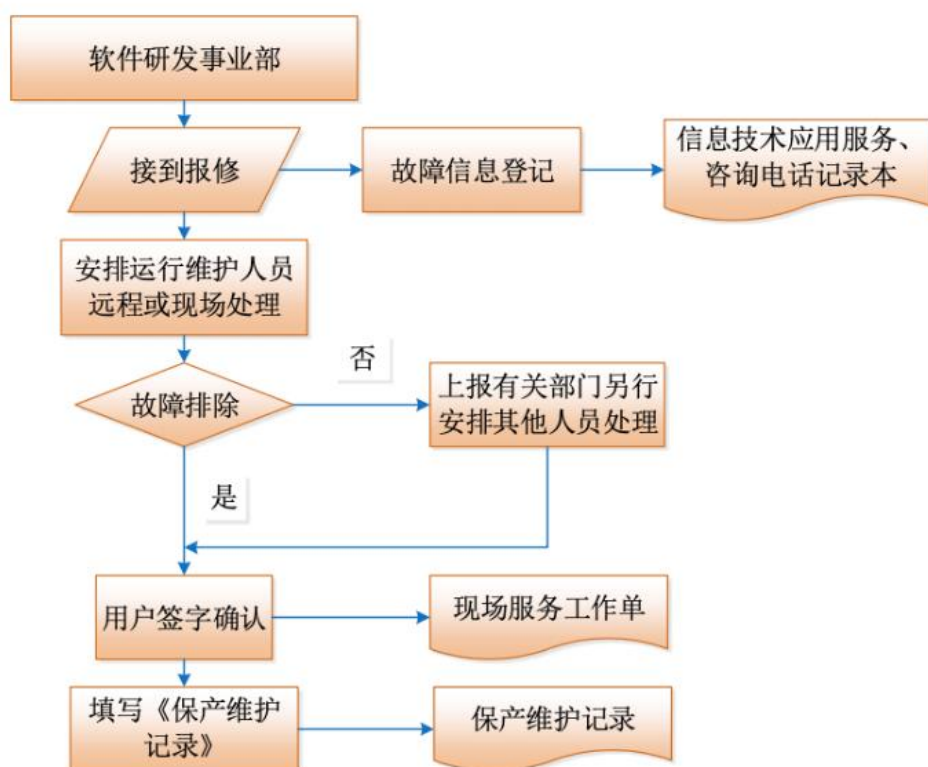 软件研发事业部
接到报修
故障信息登记
信息技术应用服务、
咨询电话记录本
安排运行维护人员
远程或现场处理
否
故障排除
上报有关部门另行
安排其他人员处理
是
用户签字确认
现场服务工作单
填写《保产维护
记录》
保产维护记录